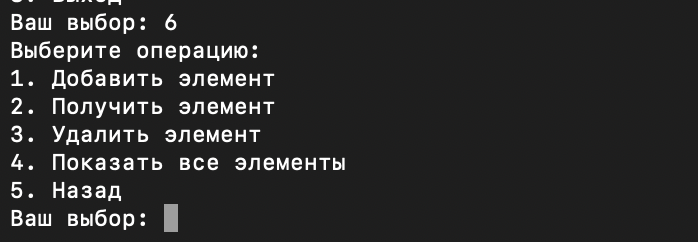 Ваш выбор: 6
Выберите операцию:
1. Добавить элемент
2. Получить элемент
3. Удалить элемент
4. Показать все элементы
5. Назад
Ваш выбор: